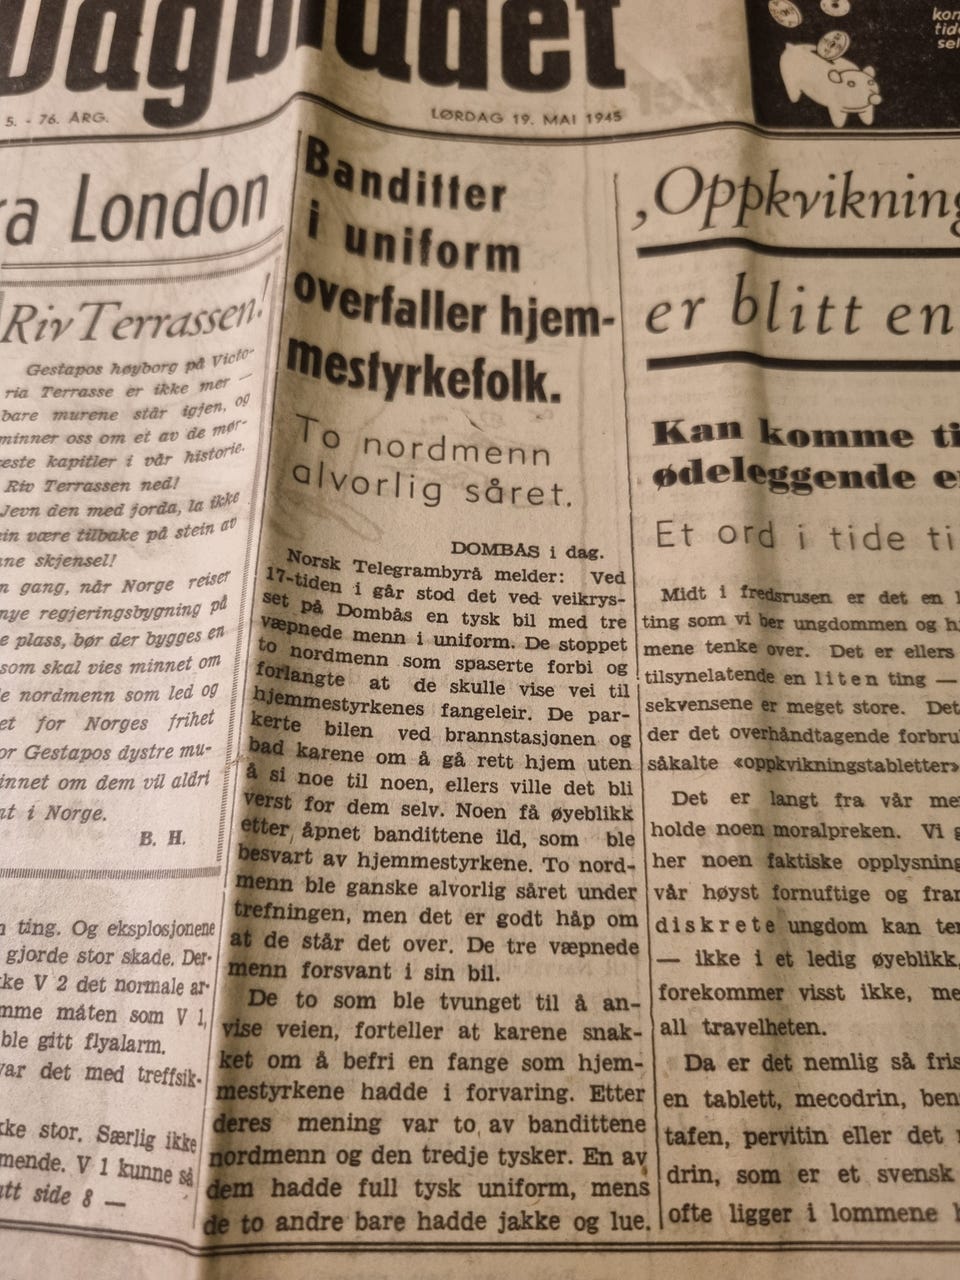 Dagbladet
5. - 76. ÅRG.
LØRDAG 19. MAI 1945
kon
tid
sel
London
Riv Terrassen!
Gestapos høyborg på Victo-
ria Terrasse er ikke mer —
bare murene står igjen, og
minner oss om et av de mør-
este kapitler i vår historie.
Riv Terrassen ned!
Jevn den med jorda, la ikke
in være tilbake på stein av
ne skjensel!
n gang, når Norge reiser
nye regjeringsbygning på
e plass, bør der bygges en
som skal vies minnet om
e nordmenn som led og
et for Norges frihet
or Gestapos dystre mu-
innet om dem vil aldri
nt i Norge.
B. H.
ting. Og eksplosjonene
gjorde stor skade. Der-
ke V 2 det normale ar-
mme måten som V 1,
ble gitt flyalarm.
var det med treffsik-
ke stor. Særlig ikke
mende. V 1 kunne så
tt side 8 —
Banditter
i uniform
overfaller hjem-
mestyrkefolk.
To nordmenn
alvorlig såret.
DOMBÅS i dag.
Norsk Telegrambyrå melder: Ved
17-tiden i går stod det ved veikrys-
set på Dombås en tysk bil med tre
væpnede menn i uniform. De stoppet
to nordmenn som spaserte forbi og
forlangte at de skulle vise vei til
hjemmestyrkenes fangeleir. De par-
kerte bilen ved brannstasjonen og
bad karene om å gå rett hjem uten
å si noe til noen, ellers ville det bli
verst for dem selv. Noen få øyeblikk
etter åpnet bandittene ild, som ble
besvart av hjemmestyrkene. To nord-
menn ble ganske alvorlig såret under
trefningen, men det er godt håp om
at de står det over. De tre væpnede
menn forsvant i sin bil.
De to som ble tvunget til å an-
vise veien, forteller at karene snak-
ket om å befri en fange som hjem-
mestyrkene hadde i forvaring. Etter
deres mening var to av bandittene
nordmenn og den tredje tysker. En av
dem hadde full tysk uniform, mens
de to andre bare hadde jakke og lue.
‚Oppkvikning
er blitt en
Kan komme ti
ødeleggende e
Et ord i tide ti
Midt i fredsrusen er det en l
ting som vi ber ungdommen og h
mene tenke over. Det er ellers
tilsynelatende en liten ting —
sekvensene er meget store. Det
der det overhåndtagende forbru
såkalte «oppkvikningstabletter»
Det er langt fra vår me
holde noen moralpreken. Vi g
her noen faktiske opplysning
vår høyst fornuftige og fran
diskrete ungdom kan ten
— ikke i et ledig øyeblikk,
forekommer visst ikke, me
all travelheten.
Da er det nemlig så fris
en tablett, mecodrin, ben
tafen, pervitin eller det
drin, som er et svensk
ofte ligger i lommene